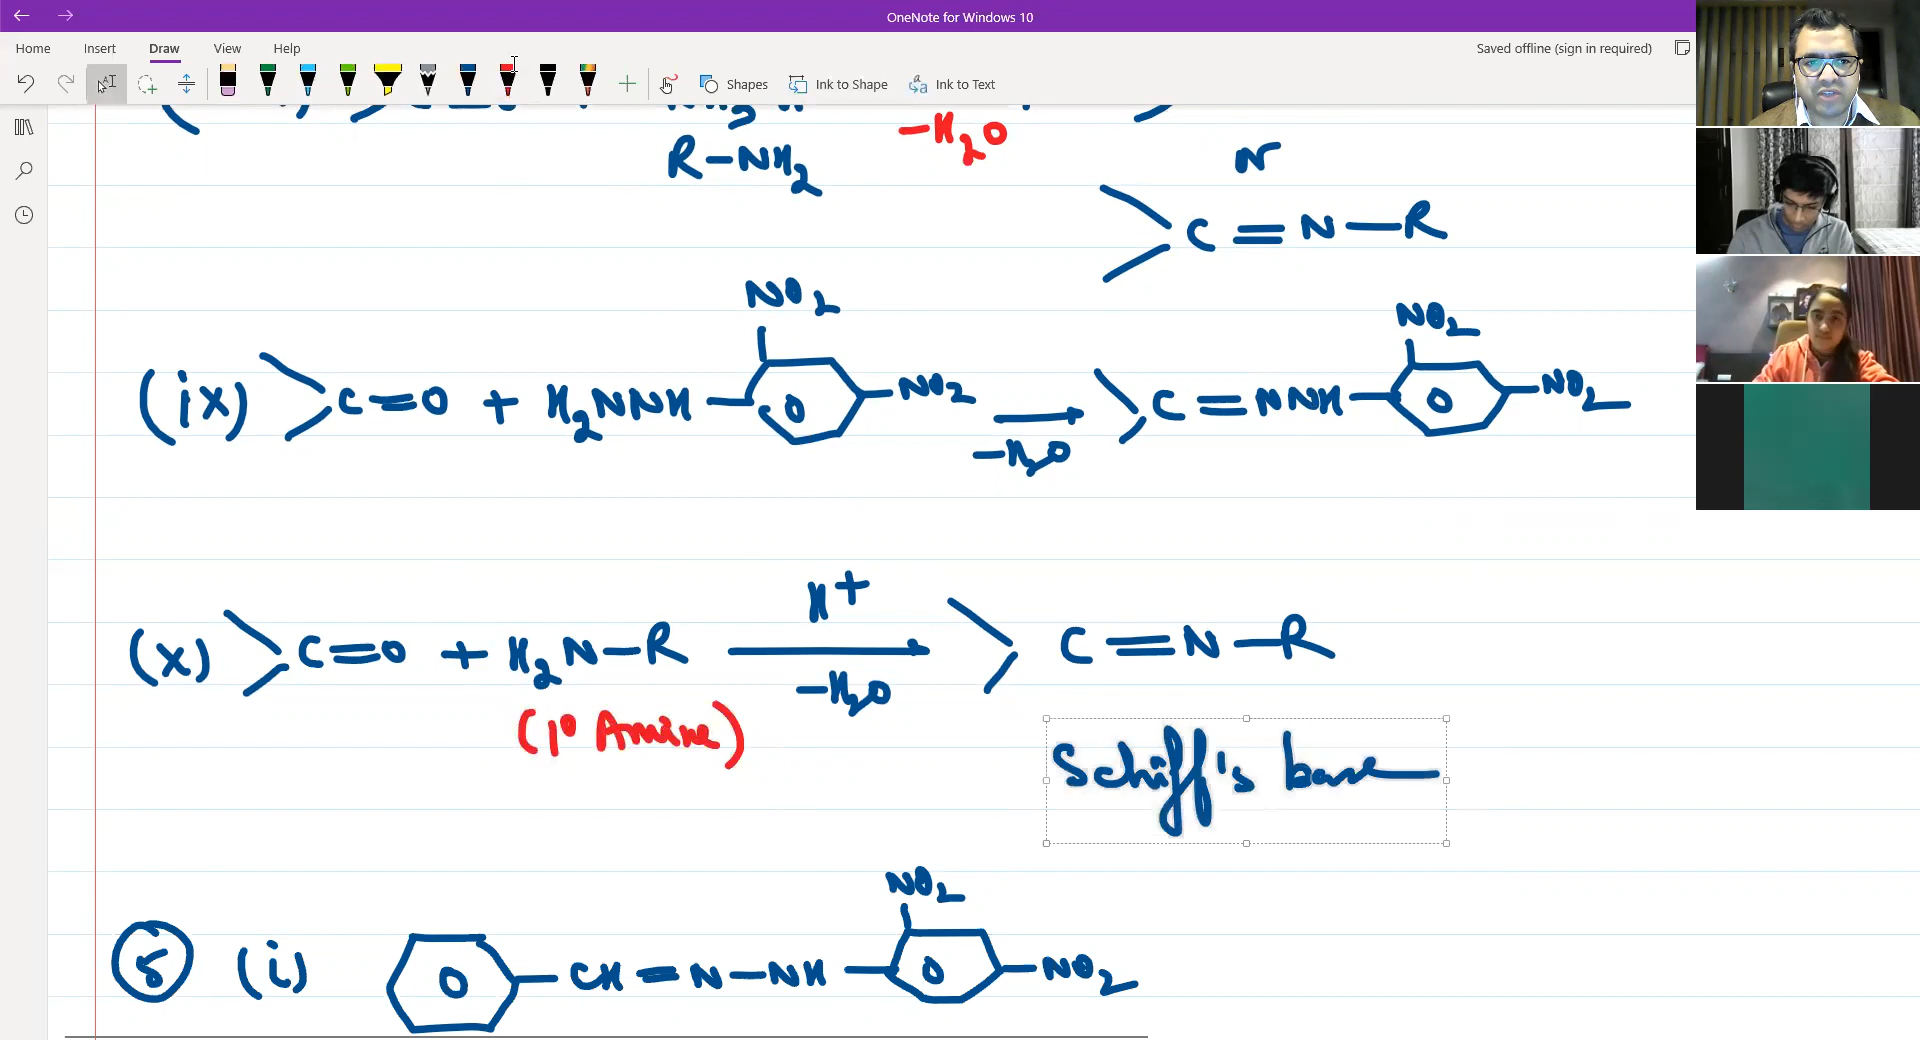 OneNote for Windows 10
Home Insert Draw View Help
Saved offline (sign in required)
Shapes Ink to Shape Ink to Text
-H2O
R-NH2
C=N-R
NO2
NO2
(ix) >C=O + H2NNH- NO2 → >C=NNH- NO2
-H2O
H+
(x) >C=O + H2N-R → >C=N-R
-H2O
(1° Amine)
Schiff's base
NO2
5 (i) -CH=N-NH- NO2